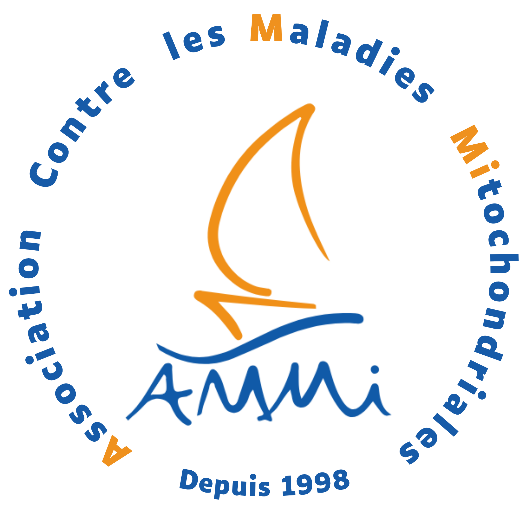 Association Contre les Maladies Mitochondriales
AMMi
Depuis 1998